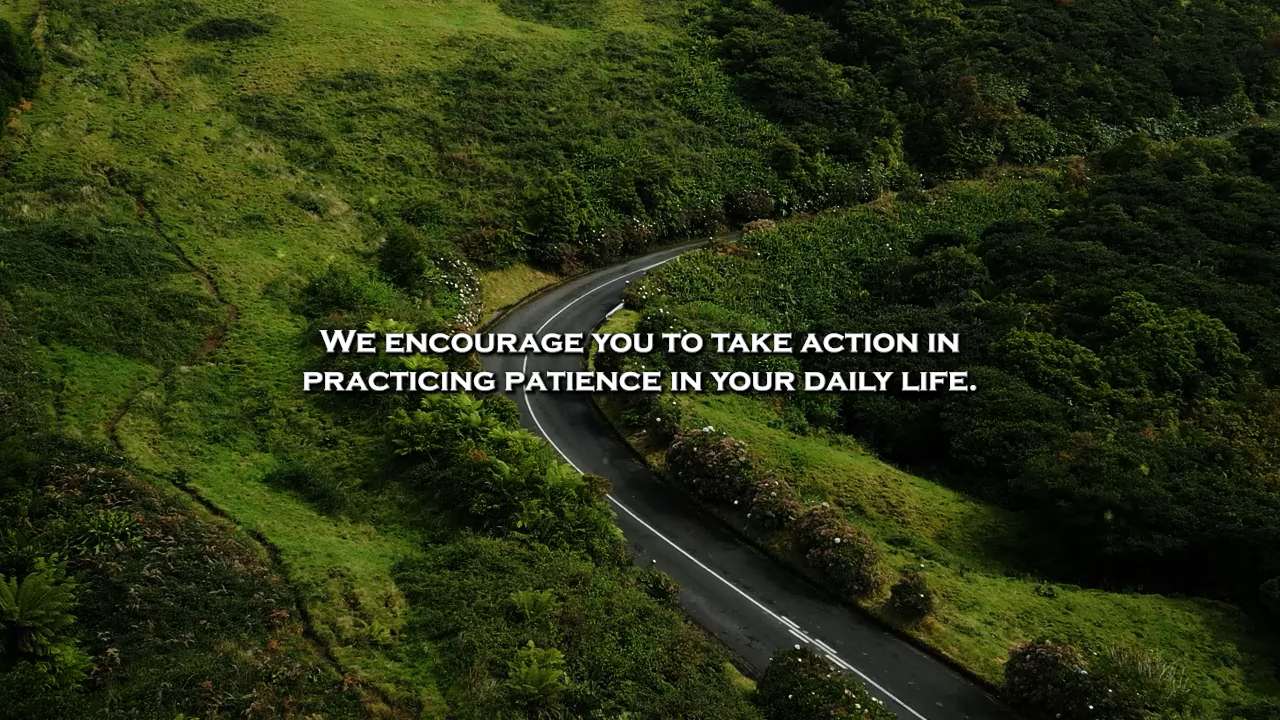 We encourage you to take action in
practicing patience in your daily life.